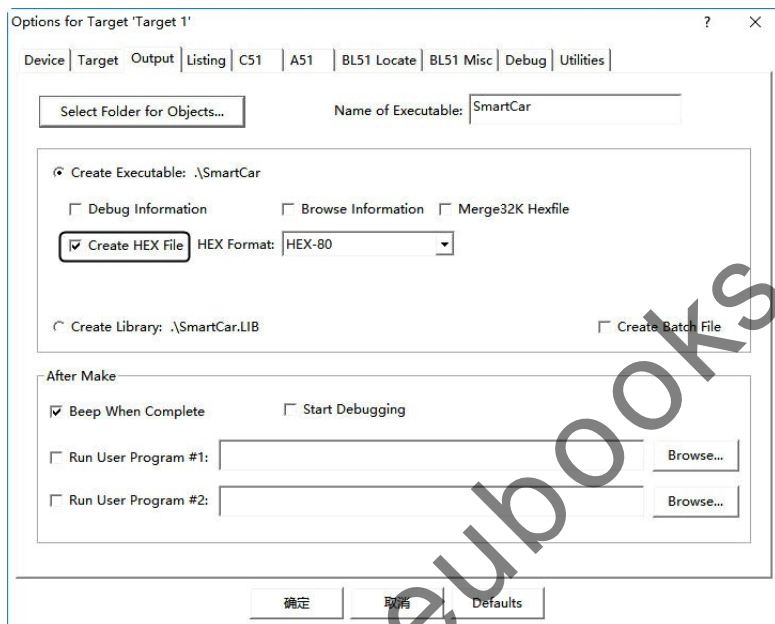 Options for Target 'Target 1'
Device Target Output Listing C51 A51 BL51 Locate BL51 Misc Debug Utilities
Select Folder for Objects... Name of Executable: SmartCar
Create Executable: .\SmartCar
Debug Information Browse Information Merge32K Hexfile
Create HEX File HEX Format: HEX-80
Create Library: .\SmartCar.LIB Create Batch File
After Make
Beep When Complete Start Debugging
Run User Program #1: Browse...
Run User Program #2: Browse...
确定 取消 Defaults
eubooks